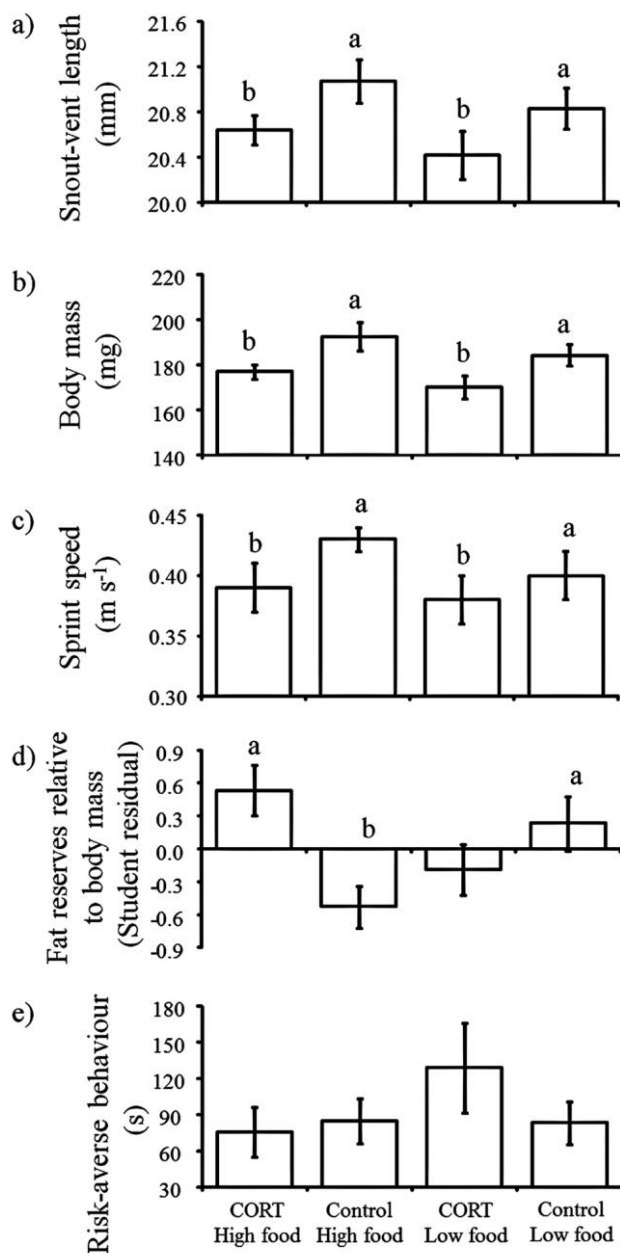 a)
Snout-vent length
(mm)
21.6
21.2
20.8
20.4
20.0
b
a
b
a
b)
Body mass
(mg)
220
200
180
160
140
b
a
b
a
c)
Sprint speed
(m s⁻¹)
0.45
0.40
0.35
0.30
b
a
b
a
d)
Fat reserves relative
to body mass
(Student residual)
0.9
0.6
0.3
0.0
-0.3
-0.6
-0.9
a
b
a
e)
Risk-averse behaviour
(s)
180
150
120
90
60
30
CORT
High food
Control
High food
CORT
Low food
Control
Low food